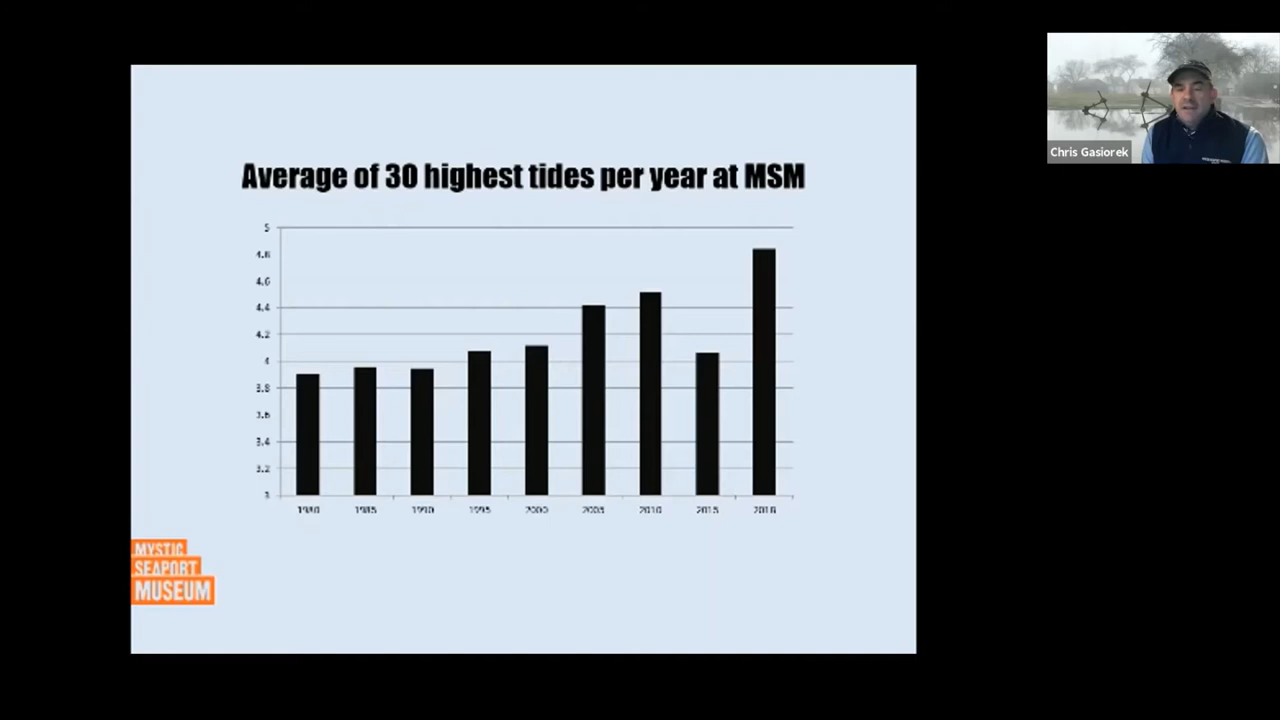 Average of 30 highest tides per year at MSM
5
4.8
4.6
4.4
4.2
4
3.8
3.6
3.4
3.2
3
1980 1985 1990 1995 2000 2005 2010 2015 2018
MYSTIC
SEAPORT
MUSEUM
Chris Gasiorek